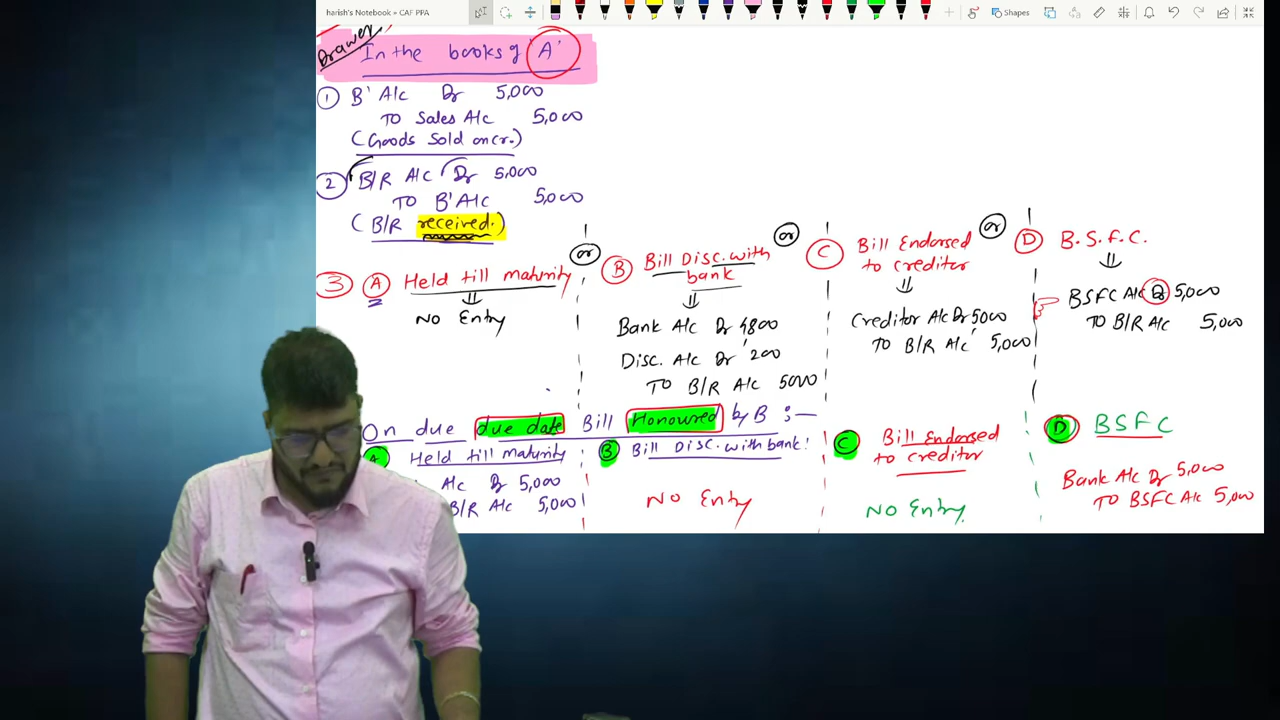 harish's Notebook » CAF PPA
Shapes
Drawer
In the books of 'A'
① B' A/c Dr 5,000
TO Sales A/c 5,000
(Goods Sold on cr.)
② B/R A/c Dr 5,000
TO B' A/c 5,000
(B/R received.)
③ Ⓐ Held till maturity
⇓
NO Entry
or
Ⓑ Bill Disc. with
bank
⇓
Bank A/c Dr 4,800
Disc. A/c Dr 200
TO B/R A/c 5000
or
Ⓒ Bill Endorsed
to creditor
⇓
Creditor A/c Dr 5000
TO B/R A/c 5,000
or
Ⓓ B.S.F.C.
⇓
BSFC A/c Dr 5,000
TO B/R A/c 5,000
On due due date Bill Honoured by B :—
Ⓐ Held till maturity
A/c Dr 5,000
B/R A/c 5,000
Ⓑ Bill Disc. with bank:
No Entry
Ⓒ Bill Endorsed
to creditor
NO Entry.
Ⓓ BSFC
Bank A/c Dr 5,000
TO BSFC A/c 5,000